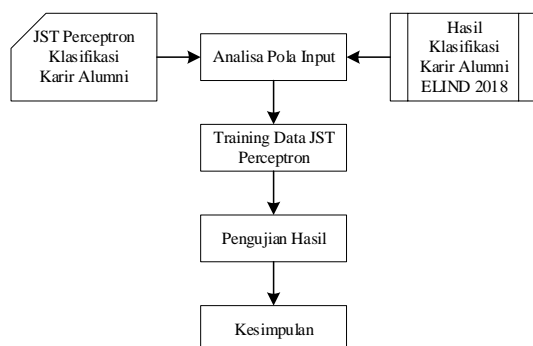 JST Perceptron
Klasifikasi
Karir Alumni
Analisa Pola Input
Hasil
Klasifikasi
Karir Alumni
ELIND 2018
Training Data JST
Perceptron
Pengujian Hasil
Kesimpulan